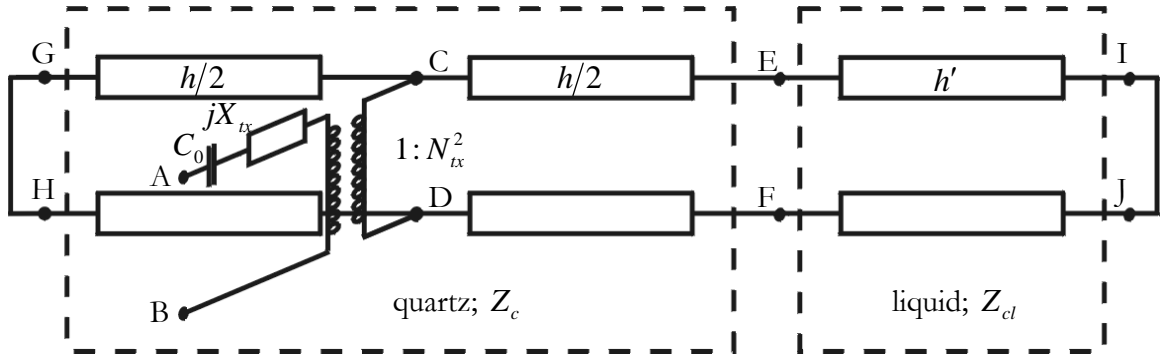 G
C
E
I
h/2
h/2
h′
jX_tx
C_0
1: N_tx^2
A
H
D
F
J
B
quartz; Z_c
liquid; Z_cl